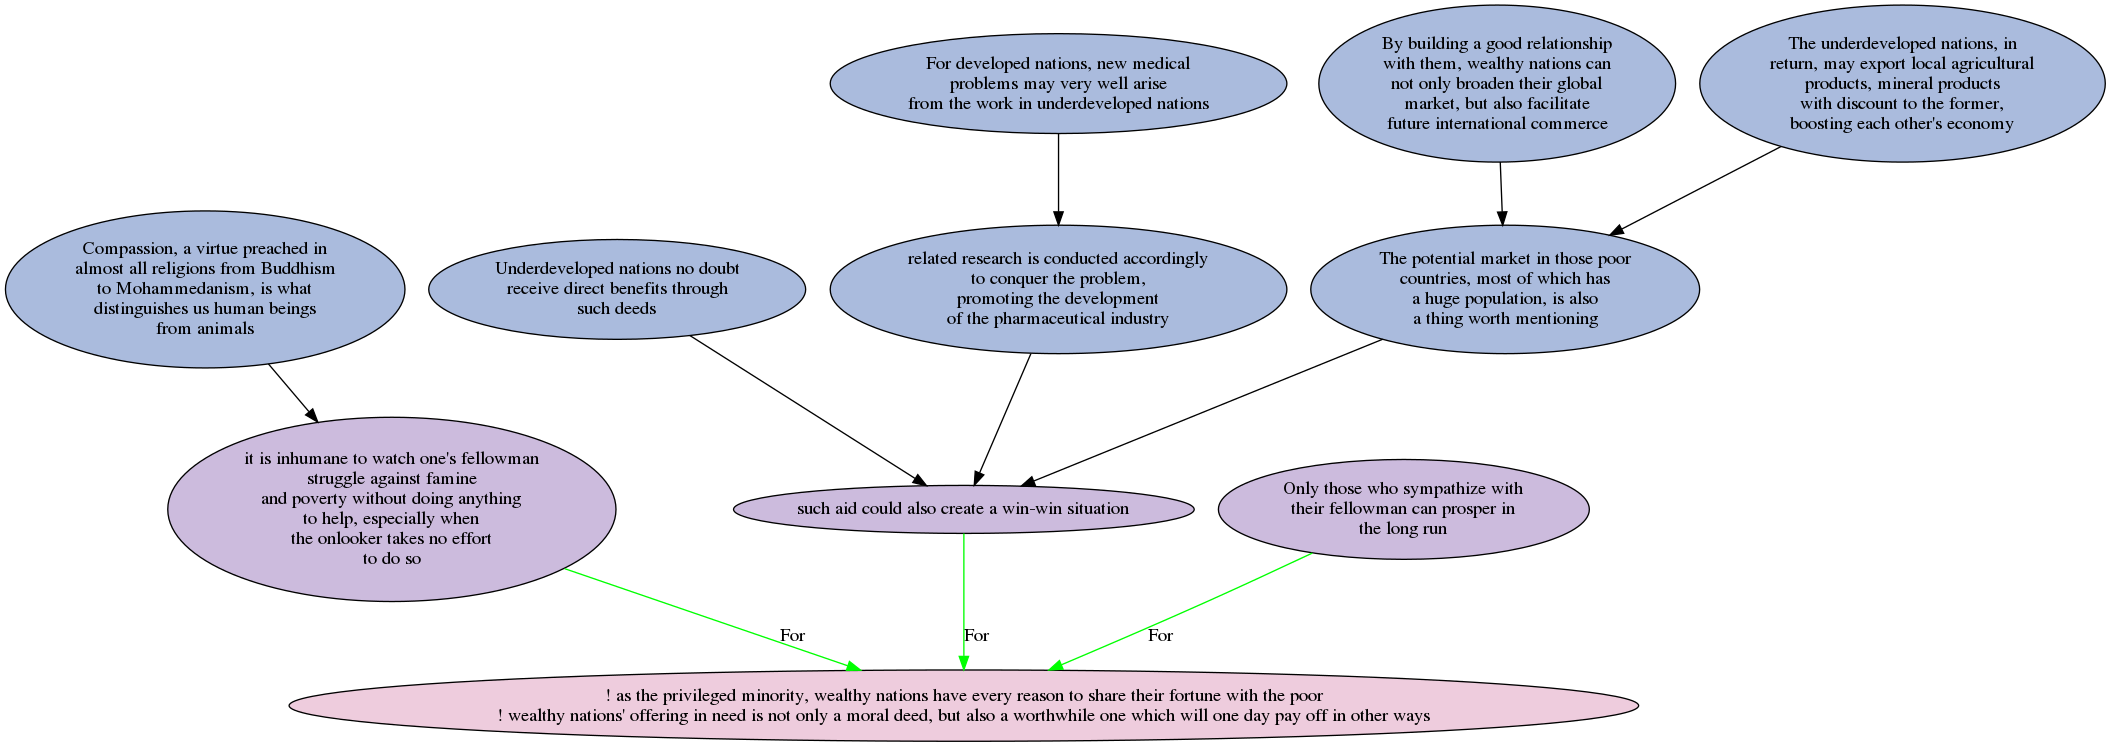 For developed nations, new medical
problems may very well arise
from the work in underdeveloped nations
By building a good relationship
with them, wealthy nations can
not only broaden their global
market, but also facilitate
future international commerce
The underdeveloped nations, in
return, may export local agricultural
products, mineral products
with discount to the former,
boosting each other's economy
Compassion, a virtue preached in
almost all religions from Buddhism
to Mohammedanism, is what
distinguishes us human beings
from animals
Underdeveloped nations no doubt
receive direct benefits through
such deeds
related research is conducted accordingly
to conquer the problem,
promoting the development
of the pharmaceutical industry
The potential market in those poor
countries, most of which has
a huge population, is also
a thing worth mentioning
it is inhumane to watch one's fellowman
struggle against famine
and poverty without doing anything
to help, especially when
the onlooker takes no effort
to do so
such aid could also create a win-win situation
Only those who sympathize with
their fellowman can prosper in
the long run
For
For
For
! as the privileged minority, wealthy nations have every reason to share their fortune with the poor
! wealthy nations' offering in need is not only a moral deed, but also a worthwhile one which will one day pay off in other ways